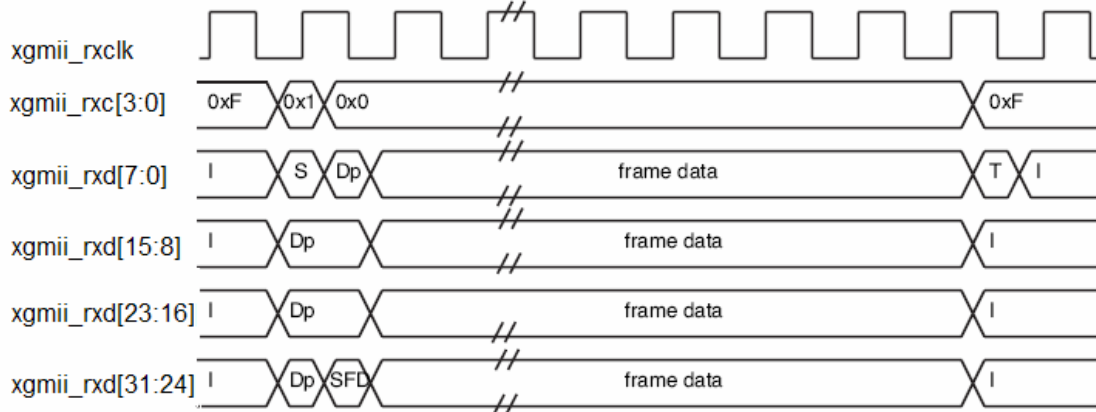 xgmii_rxclk
xgmii_rxc[3:0] 0xF 0x1 0x0 0xF
xgmii_rxd[7:0] I S Dp frame data T I
xgmii_rxd[15:8] I Dp frame data I
xgmii_rxd[23:16] I Dp frame data I
xgmii_rxd[31:24] I Dp SFD frame data I